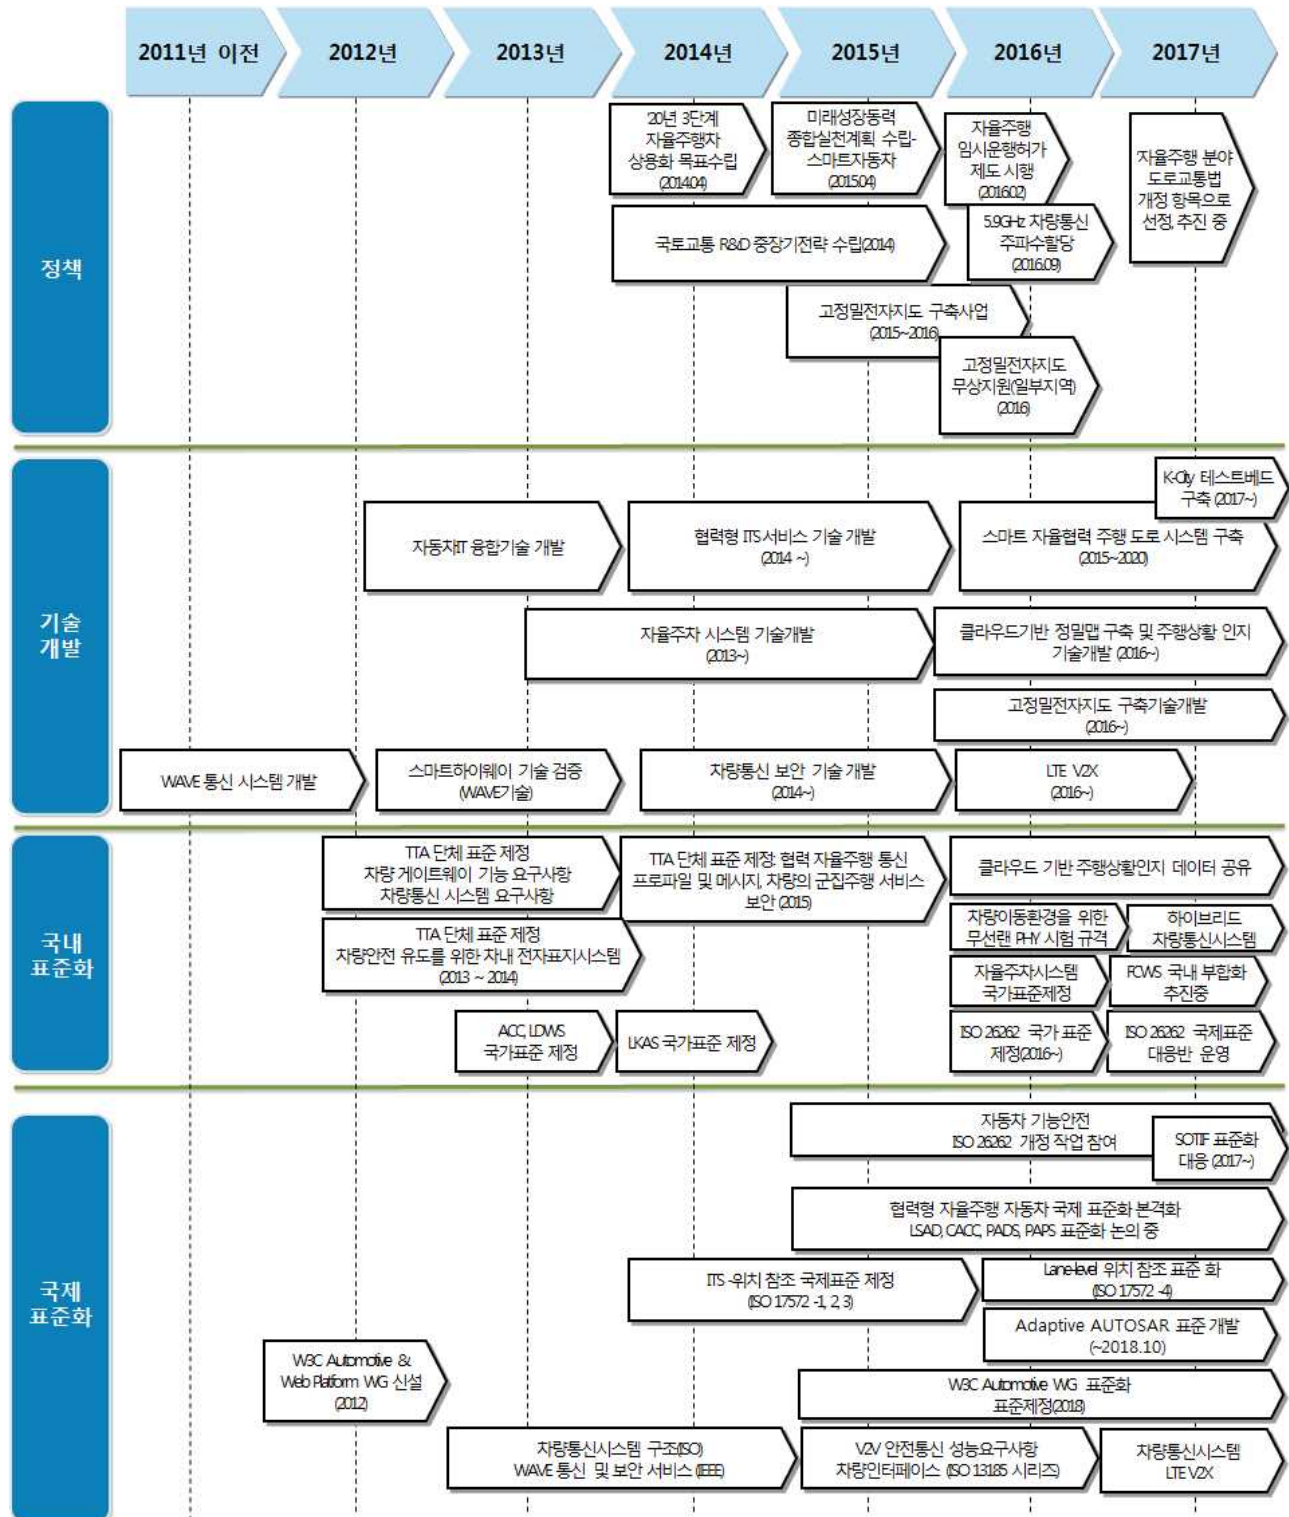 2011년 이전
2012년
2013년
2014년
2015년
2016년
2017년
정책
'20년 3단계
자율주행차
상용화 목표수립
(2014.04)
미래성장동력
종합실천계획 수립-
스마트자동차
(2015.04)
자율주행
임시운행허가
제도 시행
(2016.02)
'자율주행 분야'
도로교통법
개정 항목으로
선정, 추진 중
국토교통 R&D 중장기전략 수립(2014)
5.9GHz 차량통신
주파수할당
(2016.09)
고정밀전자지도 구축사업
(2015~2016)
고정밀전자지도
무상지원(일부지역)
(2016)
기술
개발
K-City 테스트베드
구축 (2017~)
자동차IT 융합기술 개발
협력형 ITS 서비스 기술 개발
(2014 ~)
스마트 자율협력 주행 도로 시스템 구축
(2015~2020)
자율주차 시스템 기술개발
(2013~)
클라우드기반 정밀맵 구축 및 주행상황 인지
기술개발 (2016~)
고정밀전자지도 구축기술개발
(2016~)
WAVE 통신 시스템 개발
스마트하이웨이 기술 검증
(WAVE기술)
차량통신 보안 기술 개발
(2014~)
LTE V2X
(2016~)
국내
표준화
TTA 단체 표준 제정
차량 게이트웨이 기능 요구사항
차량통신 시스템 요구사항
TTA 단체 표준 제정: 협력 자율주행 통신
프로파일 및 메시지, 차량의 군집주행 서비스
보안 (2015)
클라우드 기반 주행상황인지 데이터 공유
TTA 단체 표준 제정
차량안전 유도를 위한 차내 전자표지시스템
(2013 ~ 2014)
차량이동환경을 위한
무선랜 PHY 시험 규격
하이브리드
차량통신시스템
자율주차시스템
국가표준제정
FCWS 국내 부합화
추진중
ACC, LDWS
국가표준 제정
LKAS 국가표준 제정
ISO 26262 국가 표준
제정(2016~)
ISO 26262 국제표준
대응반 운영
국제
표준화
자동차 기능안전
ISO 26262 개정 작업 참여
SOTIF 표준화
대응 (2017~)
협력형 자율주행 자동차 국제 표준화 본격화
LSAD, CACC, PADS, PAPS 표준화 논의 중
ITS -위치 참조 국제표준 제정
(ISO 17572 -1, 2, 3)
Lane-level 위치 참조 표준 화
(ISO 17572 -4)
Adaptive AUTOSAR 표준 개발
(~2018.10)
W3C Automotive &
Web Platform WG 신설
(2012)
W3C Automotive WG 표준화
표준제정(2018)
차량통신시스템 구조(ISO)
WAVE 통신 및 보안 서비스 (IEEE)
V2V 안전통신 성능요구사항
차량인터페이스 (ISO 13185 시리즈)
차량통신시스템
LTE V2X